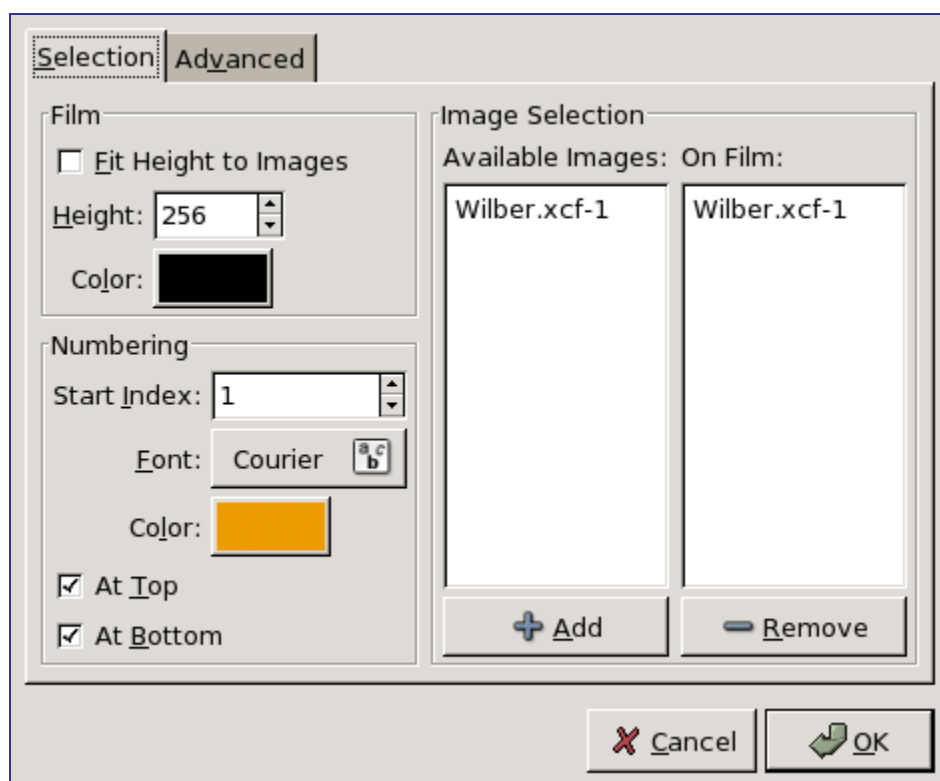 Selection Advanced
Film
Fit Height to Images
Height: 256
Color:
Numbering
Start Index: 1
Font: Courier abc
Color:
At Top
At Bottom
Image Selection
Available Images: On Film:
Wilber.xcf-1 Wilber.xcf-1
Add Remove
Cancel OK